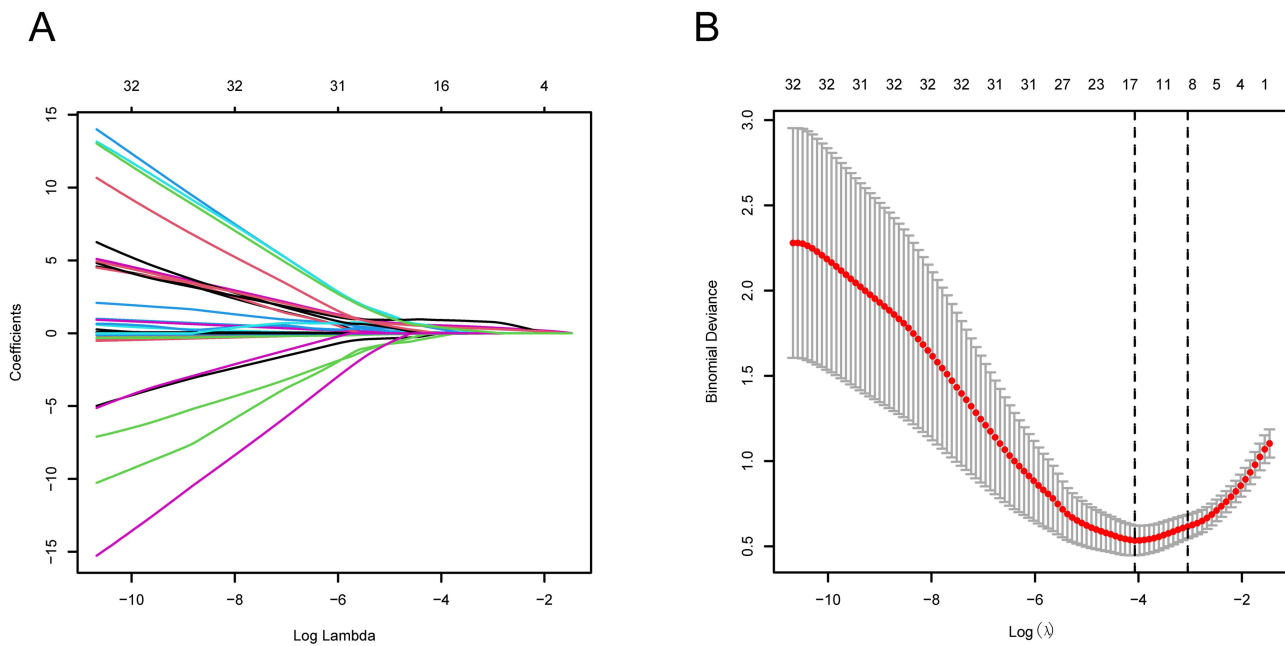 A
32 32 31 16 4
15
10
5
0
−5
−10
−15
Coefficients
−10 −8 −6 −4 −2
Log Lambda
B
32 32 31 32 32 32 31 31 27 23 17 11 8 5 4 1
3.0
2.5
2.0
1.5
1.0
0.5
Binomial Deviance
−10 −8 −6 −4 −2
Log (λ)